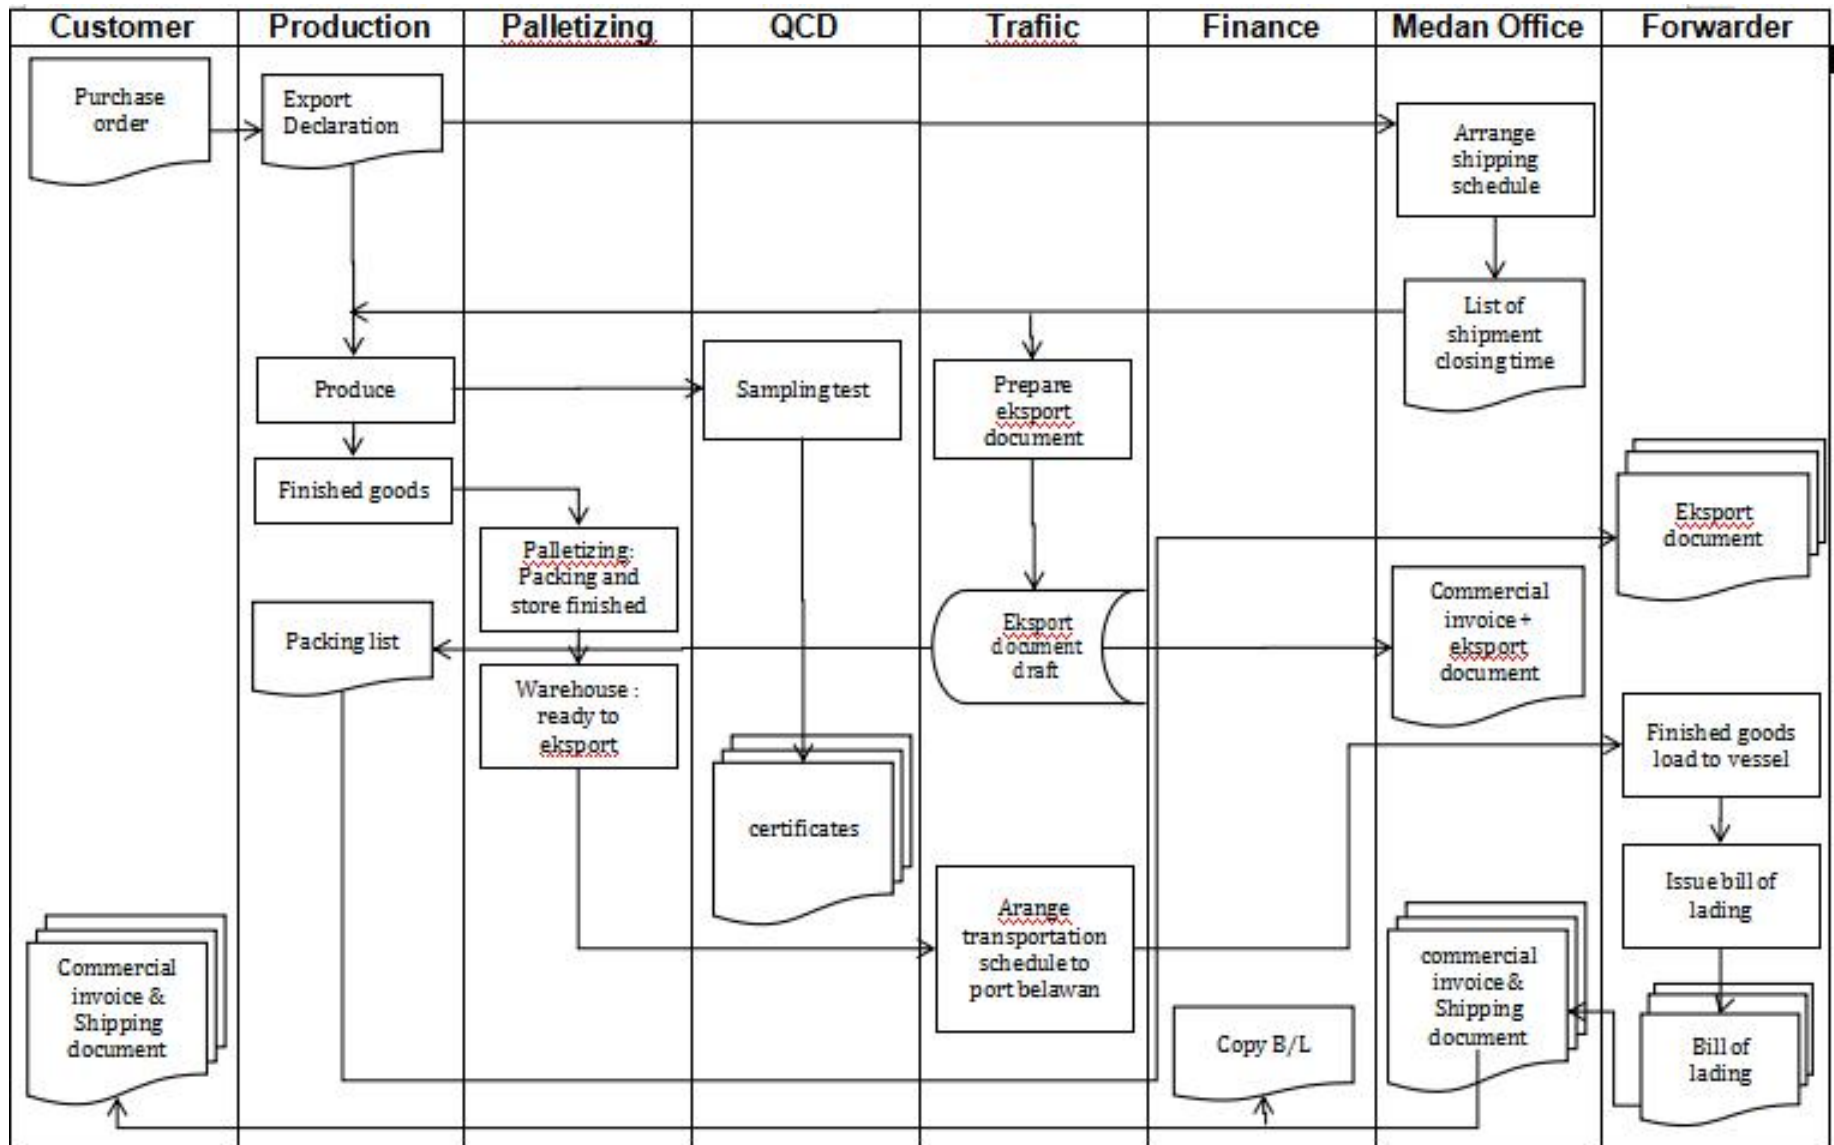 Customer
Production
Palletizing
QCD
Trafiic
Finance
Medan Office
Forwarder
Purchase
order
Export
Declaration
Arrange
shipping
schedule
List of
shipment
closing time
Produce
Sampling test
Prepare
eksport
document
Finished goods
Eksport
document
Palletizing:
Packing and
store finished
Packing list
Eksport
document
draft
Commercial
invoice +
eksport
document
Warehouse :
ready to
eksport
Finished goods
load to vessel
certificates
Issue bill of
lading
Arange
transportation
schedule to
port belawan
Commercial
invoice &
Shipping
document
commercial
invoice &
Shipping
document
Copy B/L
Bill of
lading